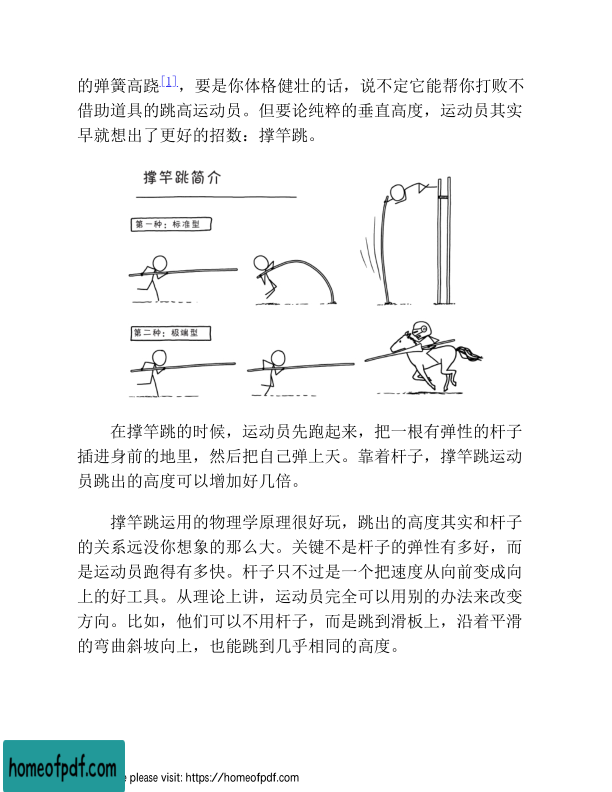 的弹簧高跷[1]，要是你体格健壮的话，说不定它能帮你打败不
借助道具的跳高运动员。但要论纯粹的垂直高度，运动员其实
早就想出了更好的招数：撑竿跳。
撑竿跳简介
第一种：标准型
第二种：极端型
在撑竿跳的时候，运动员先跑起来，把一根有弹性的杆子
插进身前的地里，然后把自己弹上天。靠着杆子，撑竿跳运动
员跳出的高度可以增加好几倍。
撑竿跳运用的物理学原理很好玩，跳出的高度其实和杆子
的关系远没你想象的那么大。关键不是杆子的弹性有多好，而
是运动员跑得有多快。杆子只不过是一个把速度从向前变成向
上的好工具。从理论上讲，运动员完全可以用别的办法来改变
方向。比如，他们可以不用杆子，而是跳到滑板上，沿着平滑
的弯曲斜坡向上，也能跳到几乎相同的高度。
homeofpdf.com
e please visit: https://homeofpdf.com